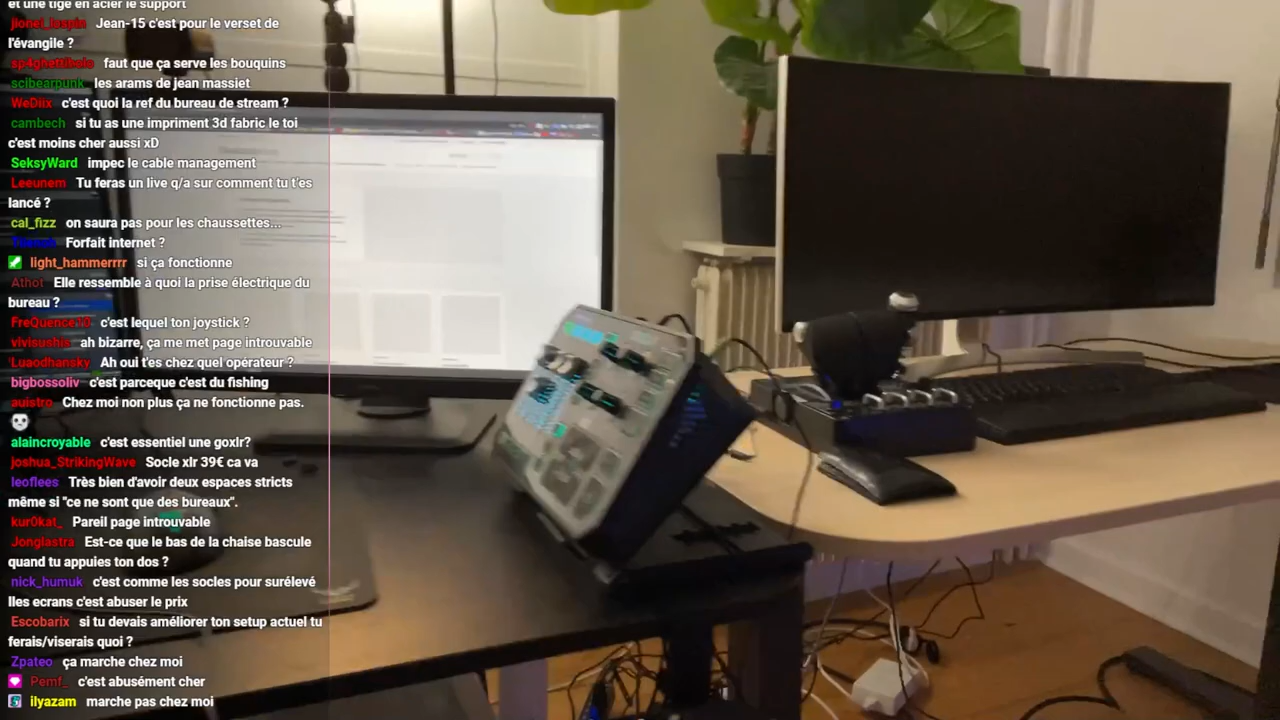 et une tige en acier le support
jionel_jospin Jean-15 c'est pour le verset de
l'évangile ?
sp4ghettibolo faut que ça serve les bouquins
scibearpunk les arams de jean massiet
WeDiix c'est quoi la ref du bureau de stream ?
cambech si tu as une impriment 3d fabric le toi
c'est moins cher aussi xD
SeksyWard impec le cable management
Leeunem Tu feras un live q/a sur comment tu t'es
lancé ?
cal_fizz on saura pas pour les chaussettes...
Forfait internet ?
light_hammerrrr si ça fonctionne
Athot Elle ressemble à quoi la prise électrique du
bureau ?
FreQuence10 c'est lequel ton joystick ?
vivisushis ah bizarre, ça me met page introuvable
Luaodhansky Ah oui t'es chez quel opérateur ?
bigbossoliv c'est parceque c'est du fishing
auistro Chez moi non plus ça ne fonctionne pas.
alaincroyable c'est essentiel une goxlr?
joshua_StrikingWave Socle xlr 39€ ca va
leoflees Très bien d'avoir deux espaces stricts
même si "ce ne sont que des bureaux".
kur0kat_ Pareil page introuvable
Jonglastra Est-ce que le bas de la chaise bascule
quand tu appuies ton dos ?
nick_humuk c'est comme les socles pour surélevé
lles ecrans c'est abuser le prix
Escobarix si tu devais améliorer ton setup actuel tu
ferais/viserais quoi ?
Zpateo ça marche chez moi
Pemf_ c'est abusément cher
ilyazam marche pas chez moi